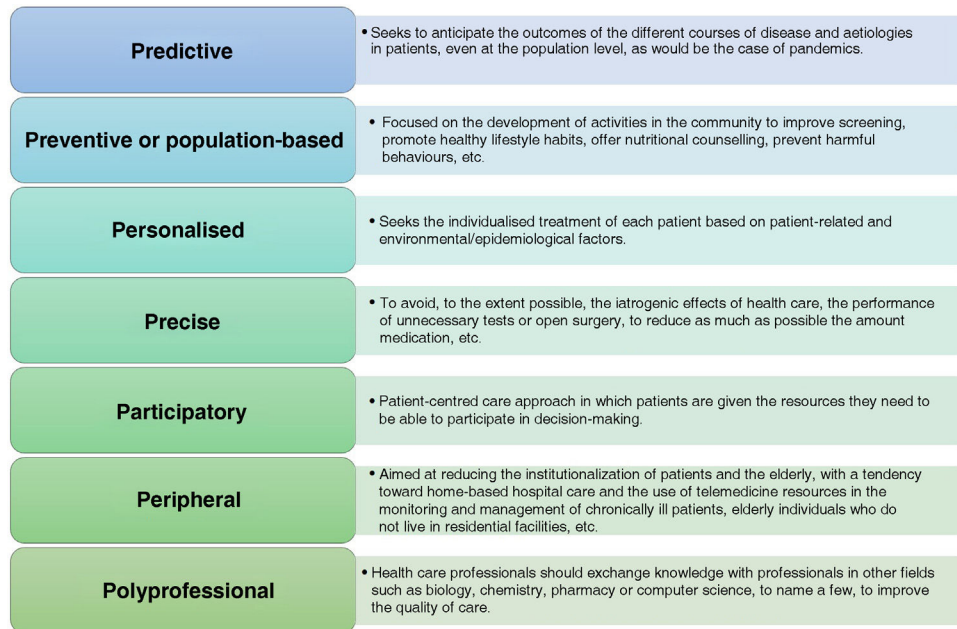 Predictive
• Seeks to anticipate the outcomes of the different courses of disease and aetiologies
in patients, even at the population level, as would be the case of pandemics.
Preventive or population-based
• Focused on the development of activities in the community to improve screening,
promote healthy lifestyle habits, offer nutritional counselling, prevent harmful
behaviours, etc.
Personalised
• Seeks the individualised treatment of each patient based on patient-related and
environmental/epidemiological factors.
Precise
• To avoid, to the extent possible, the iatrogenic effects of health care, the performance
of unnecessary tests or open surgery, to reduce as much as possible the amount
medication, etc.
Participatory
• Patient-centred care approach in which patients are given the resources they need to
be able to participate in decision-making.
Peripheral
• Aimed at reducing the institutionalization of patients and the elderly, with a tendency
toward home-based hospital care and the use of telemedicine resources in the
monitoring and management of chronically ill patients, elderly individuals who do
not live in residential facilities, etc.
Polyprofessional
• Health care professionals should exchange knowledge with professionals in other fields
such as biology, chemistry, pharmacy or computer science, to name a few, to improve
the quality of care.